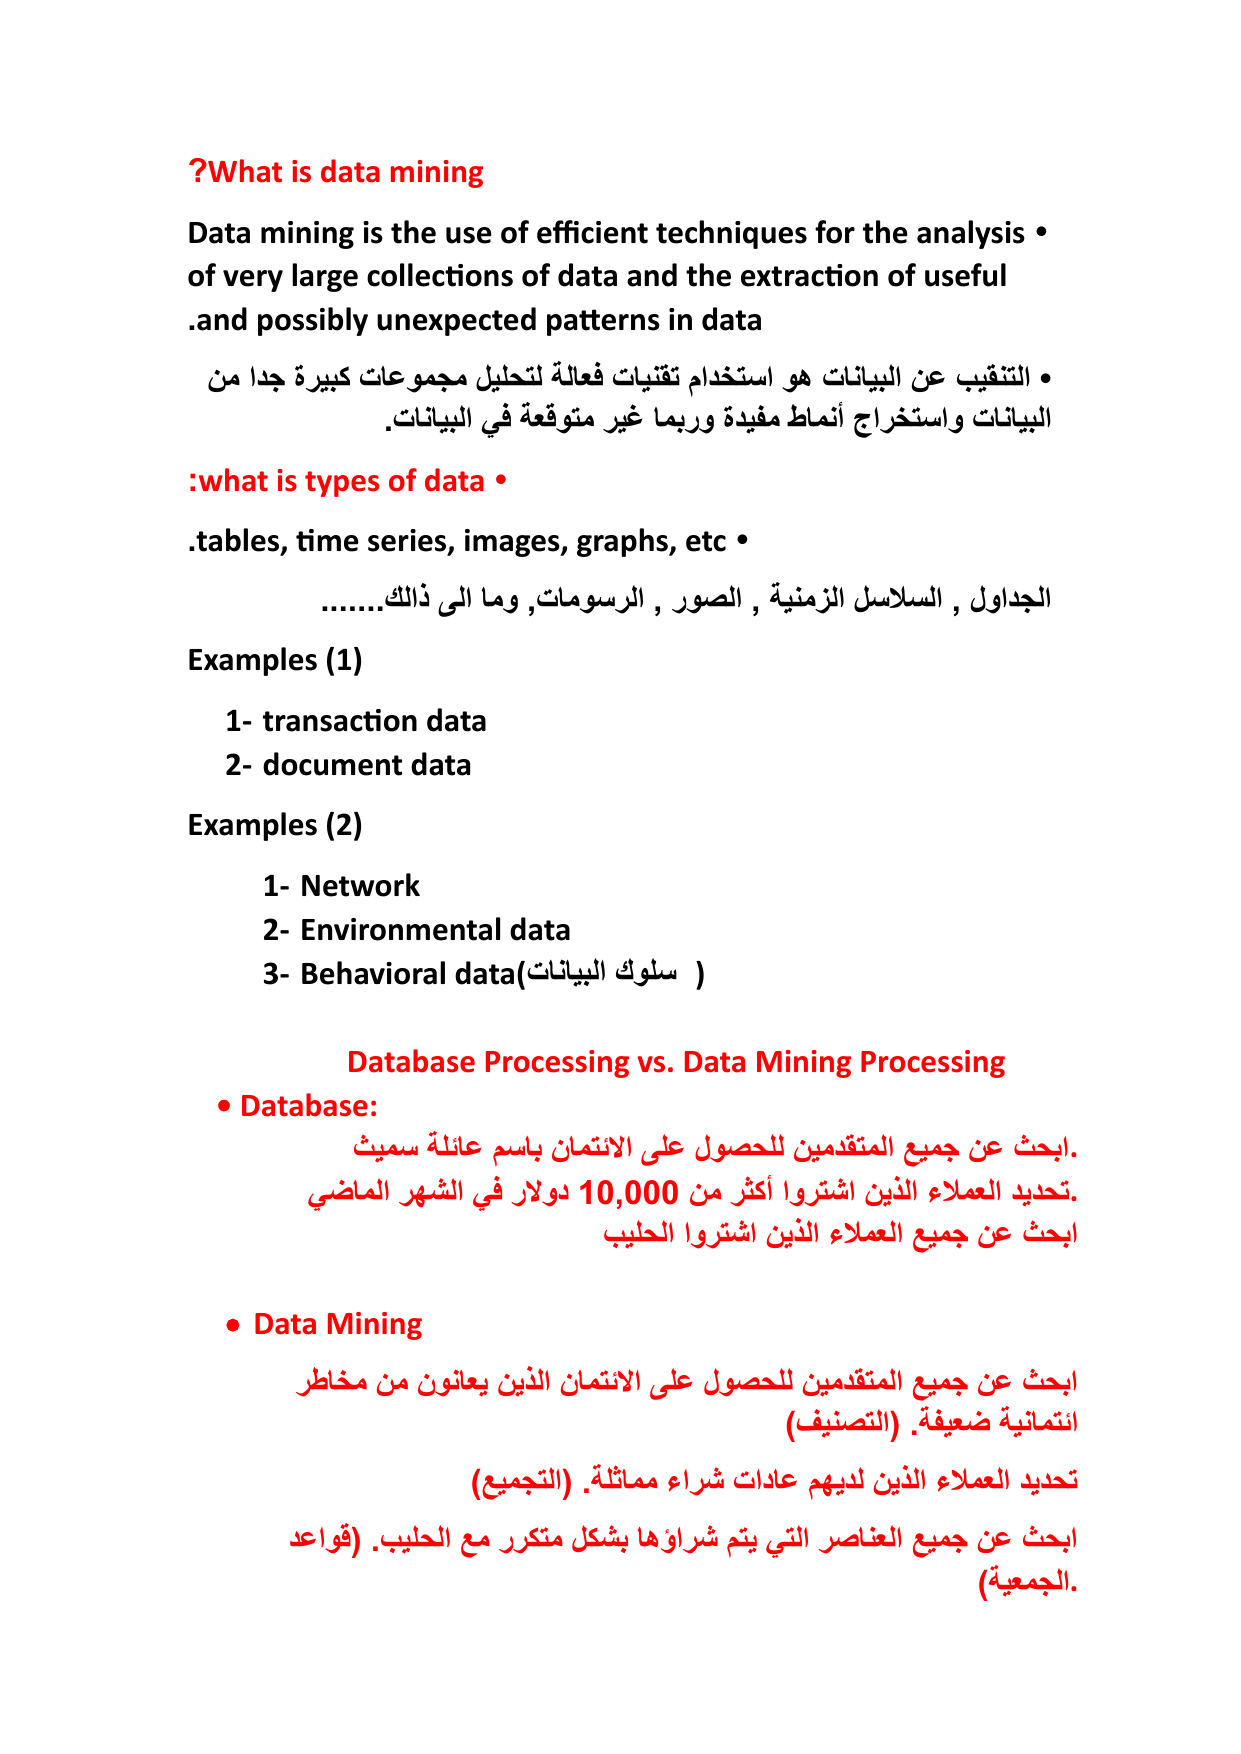 ?What is data mining
Data mining is the use of efficient techniques for the analysis •
of very large collections of data and the extraction of useful
.and possibly unexpected patterns in data
• التنقيب عن البيانات هو استخدام تقنيات فعالة لتحليل مجموعات كبيرة جدا من
البيانات واستخراج أنماط مفيدة وربما غير متوقعة في البيانات.
:what is types of data •
.tables, time series, images, graphs, etc •
الجداول , السلاسل الزمنية , الصور , الرسومات, وما الى ذالك.......
Examples (1)
1- transaction data
2- document data
Examples (2)
1- Network
2- Environmental data
3- Behavioral data(سلوك البيانات )
Database Processing vs. Data Mining Processing
• Database:
.ابحث عن جميع المتقدمين للحصول على الائتمان باسم عائلة سميث
.تحديد العملاء الذين اشتروا أكثر من 10,000 دولار في الشهر الماضي
ابحث عن جميع العملاء الذين اشتروا الحليب
• Data Mining
ابحث عن جميع المتقدمين للحصول على الائتمان الذين يعانون من مخاطر
ائتمانية ضعيفة. (التصنيف)
تحديد العملاء الذين لديهم عادات شراء مماثلة. (التجميع)
ابحث عن جميع العناصر التي يتم شراؤها بشكل متكرر مع الحليب. (قواعد
.الجمعية)